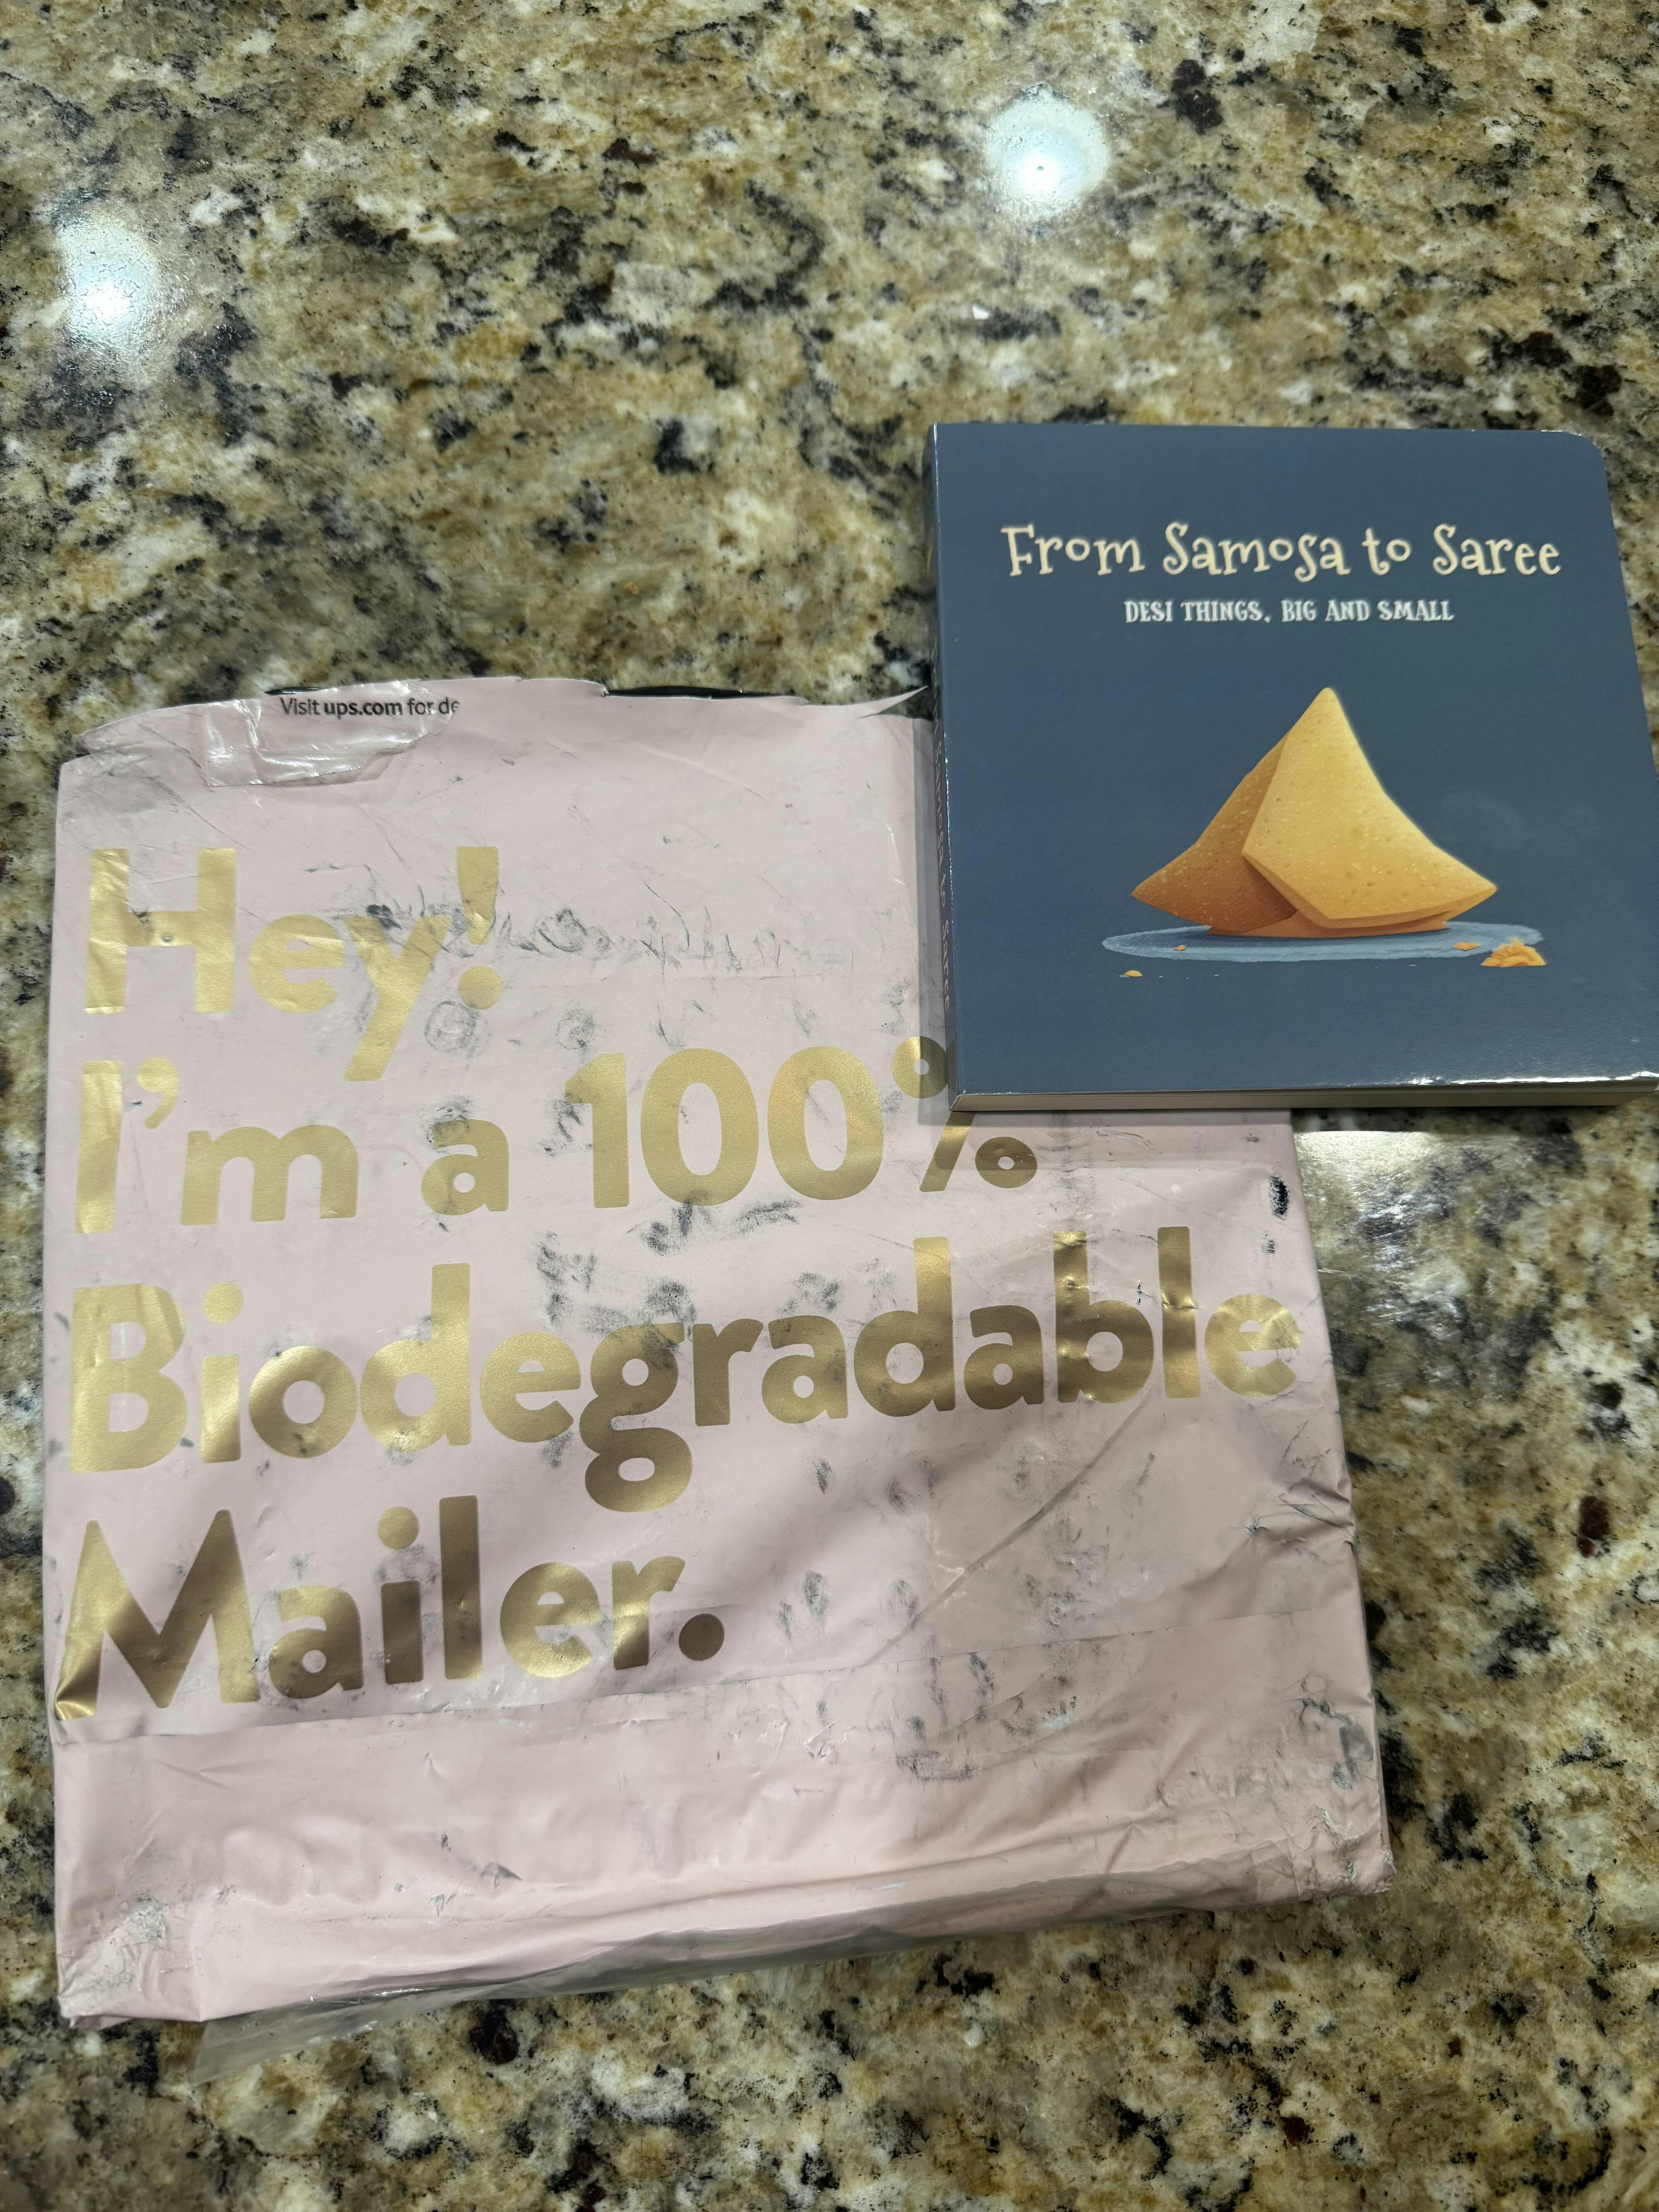 From Samosa to Saree
DESI THINGS, BIG AND SMALL
Visit ups.com for de
Hey!
I'm a 100%
Biodegradable
Mailer.